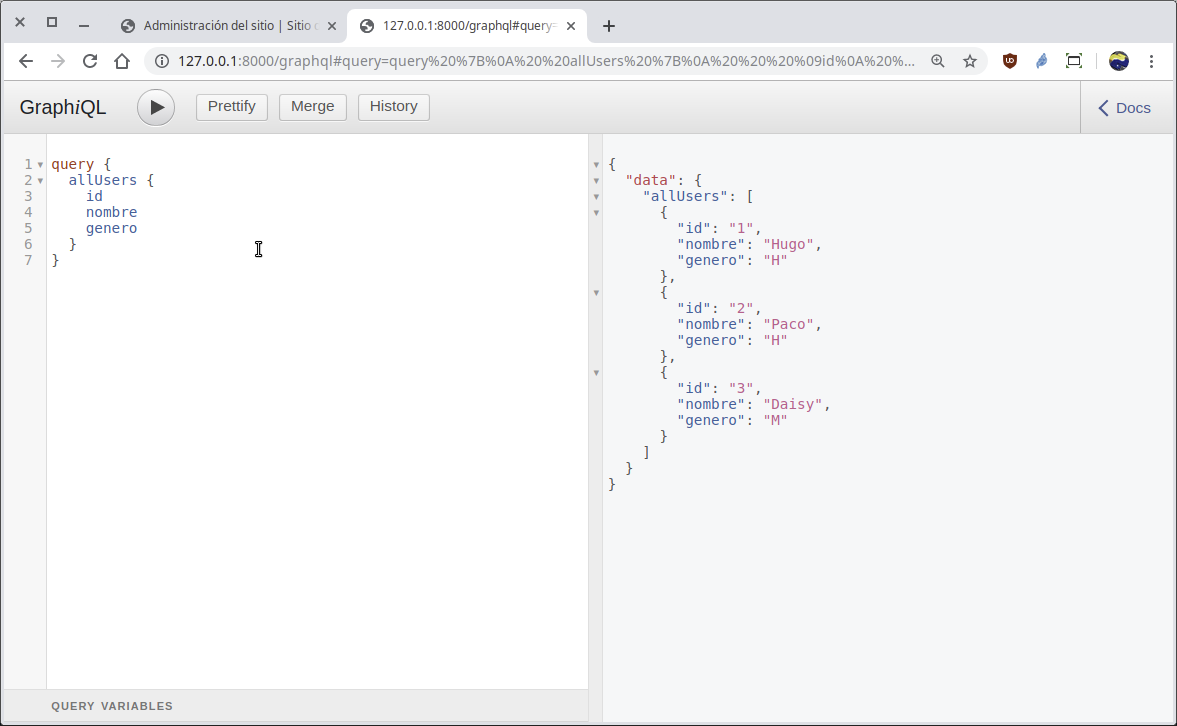 Administración del sitio | Sitio
127.0.0.1:8000/graphql#query=
127.0.0.1:8000/graphql#query=query%20%7B%0A%20%20allUsers%20%7B%0A%20%20%20%09id%0A%20%...
GraphiQL
Prettify
Merge
History
Docs
1 query {
2 allUsers {
3 id
4 nombre
5 genero
6 }
7 }
{
"data": {
"allUsers": [
{
"id": "1",
"nombre": "Hugo",
"genero": "H"
},
{
"id": "2",
"nombre": "Paco",
"genero": "H"
},
{
"id": "3",
"nombre": "Daisy",
"genero": "M"
}
]
}
}
QUERY VARIABLES